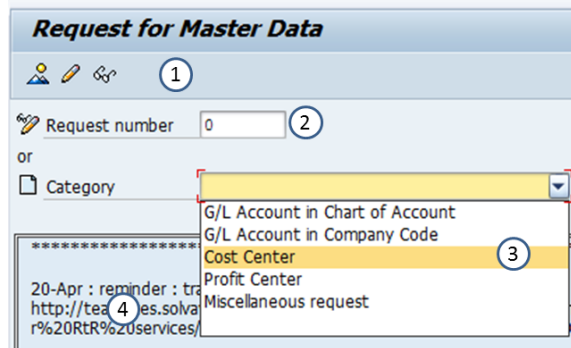 Request for Master Data
1
Request number 0 2
or
Category
G/L Account in Chart of Account
G/L Account in Company Code
Cost Center 3
Profit Center
Miscellaneous request
******************
20-Apr : reminder :
4
r%20RtR%20services/